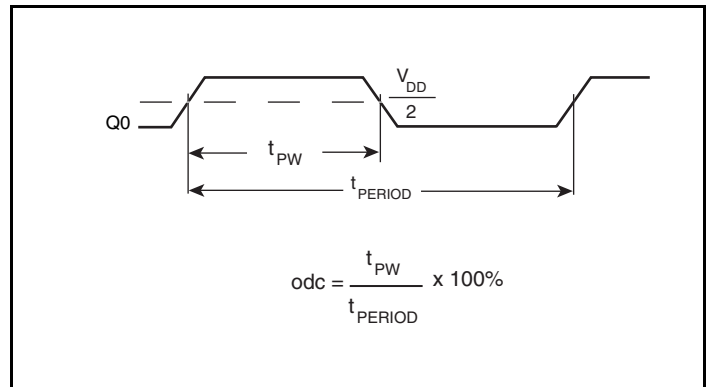 V_DD
2
Q0
t_PW
t_PERIOD
odc = t_PW / t_PERIOD x 100%